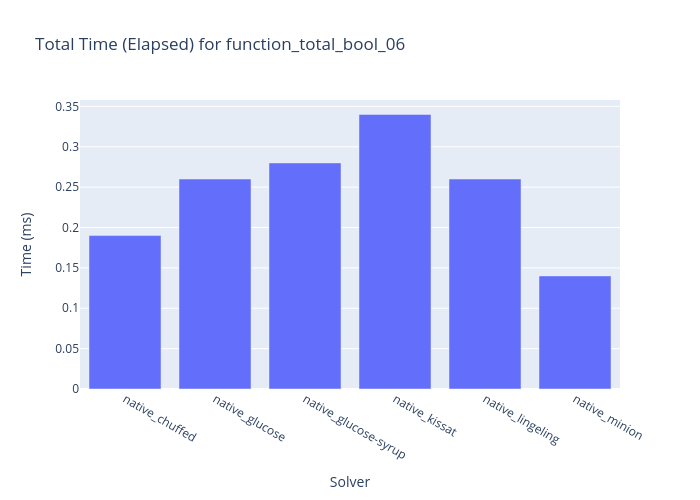 Total Time (Elapsed) for function_total_bool_06
Time (ms)
0.35
0.3
0.25
0.2
0.15
0.1
0.05
0
native_chuffed
native_glucose
native_glucose-syrup
native_kissat
native_lingeling
native_minion
Solver